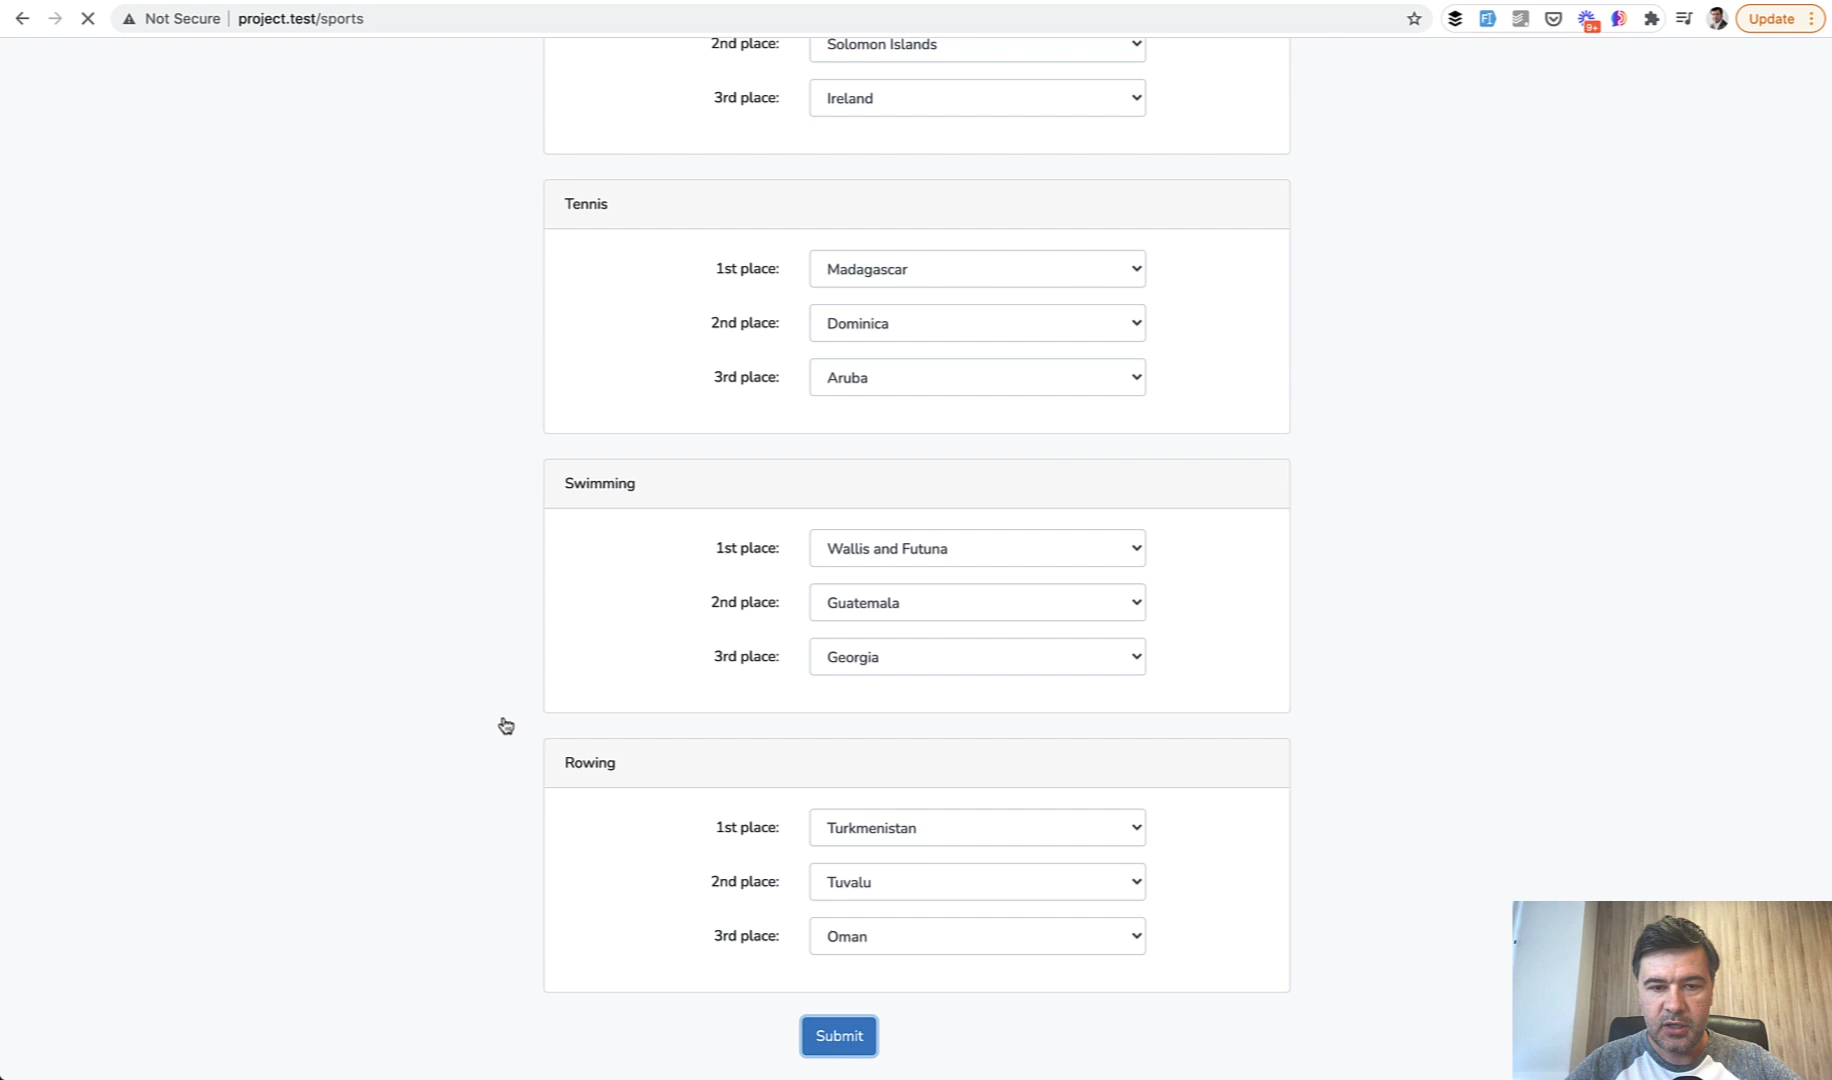 Not Secure project.test/sports
9+
Update
2nd place: Solomon Islands
3rd place: Ireland
Tennis
1st place: Madagascar
2nd place: Dominica
3rd place: Aruba
Swimming
1st place: Wallis and Futuna
2nd place: Guatemala
3rd place: Georgia
Rowing
1st place: Turkmenistan
2nd place: Tuvalu
3rd place: Oman
Submit